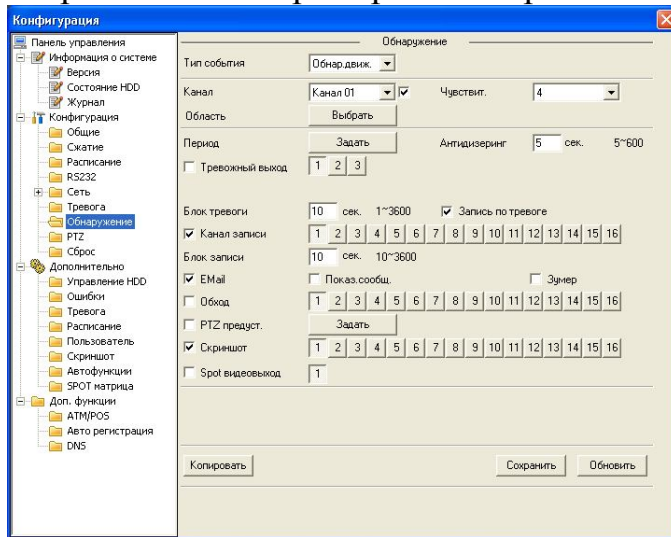 Конфигурация
Панель управления
Информация о системе
Версия
Состояние HDD
Журнал
Конфигурация
Общие
Сжатие
Расписание
RS232
Сеть
Тревога
Обнаружение
PTZ
Сброс
Дополнительно
Управление HDD
Ошибки
Тревога
Расписание
Пользователь
Скриншот
Автофункции
SPOT матрица
Доп. функции
ATM/POS
Авто регистрация
DNS
Обнаружение
Тип события Обнар.движ.
Канал Канал 01 Чувствит. 4
Область Выбрать
Период Задать Антидизеринг 5 сек. 5~600
Тревожный выход 1 2 3
Блок тревоги 10 сек. 1~3600 Запись по тревоге
Канал записи 1 2 3 4 5 6 7 8 9 10 11 12 13 14 15 16
Блок записи 10 сек. 10~3600
EMail Показ.сообщ. Зумер
Обход 1 2 3 4 5 6 7 8 9 10 11 12 13 14 15 16
PTZ предуст. Задать
Скриншот 1 2 3 4 5 6 7 8 9 10 11 12 13 14 15 16
Spot видеовыход 1
Копировать Сохранить Обновить